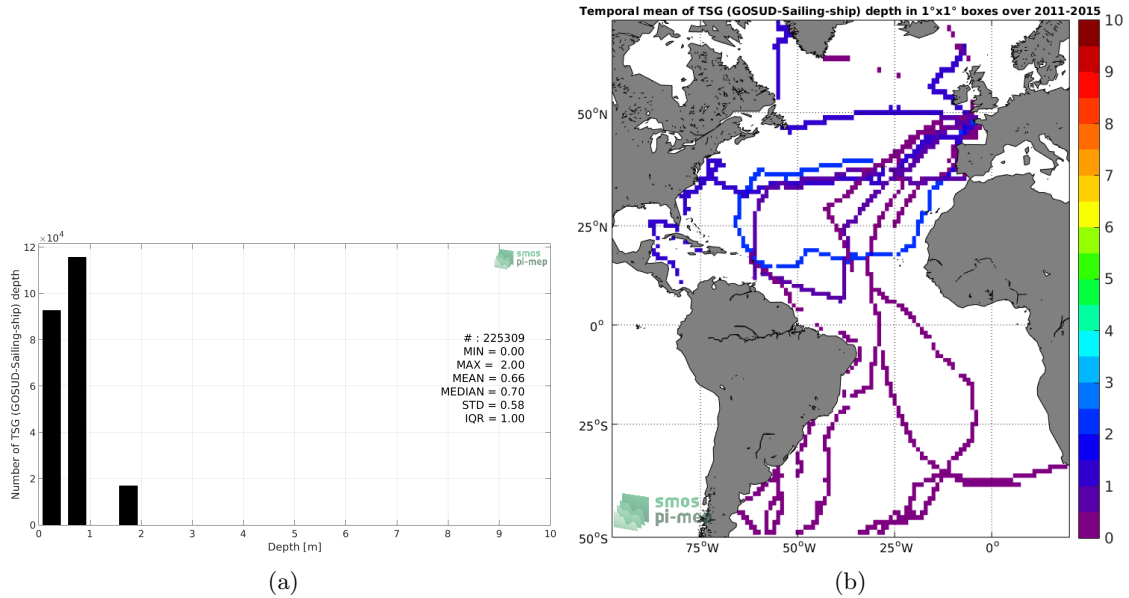 Temporal mean of TSG (GOSUD-Sailing-ship) depth in 1°x1° boxes over 2011-2015
×10⁴
12
10
8
6
4
2
0
Number of TSG (GOSUD-Sailing-ship) depth
smos
pi-mep
# : 225309
MIN = 0.00
MAX = 2.00
MEAN = 0.66
MEDIAN = 0.70
STD = 0.58
IQR = 1.00
0 1 2 3 4 5 6 7 8 9 10
Depth [m]
(a)
50°N
25°N
0°
25°S
50°S
75°W 50°W 25°W 0°
smos
pi-mep
10
9
8
7
6
5
4
3
2
1
0
(b)